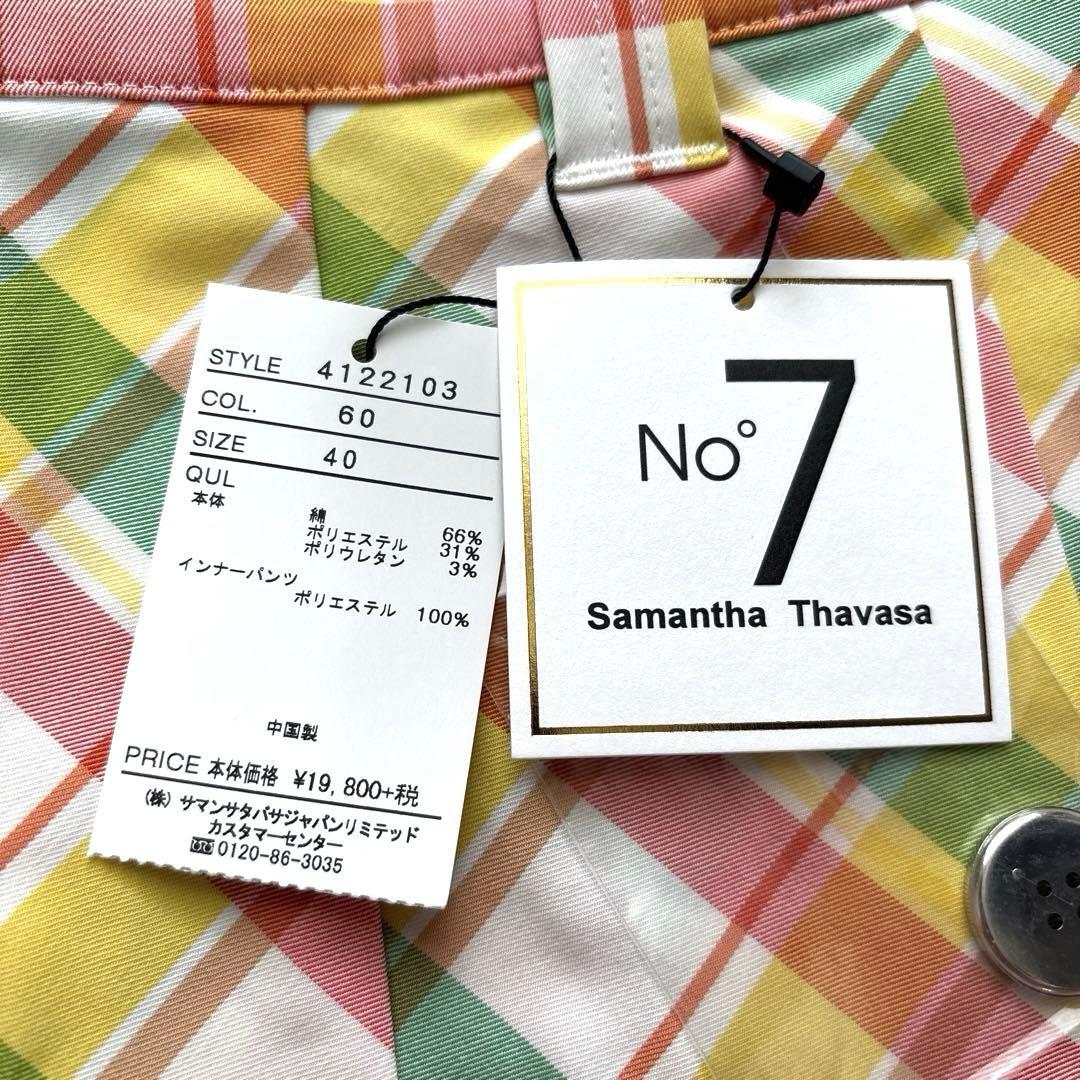 STYLE 4122103
COL. 60
SIZE 40
QUL
本体
綿 66%
ポリエステル 31%
ポリウレタン 3%
インナーパンツ
ポリエステル 100%
中国製
PRICE 本体価格 ¥19,800+税
(株) サマンサタバサジャパンリミテッド
カスタマーセンター
0120-86-3035
No° 7
Samantha Thavasa